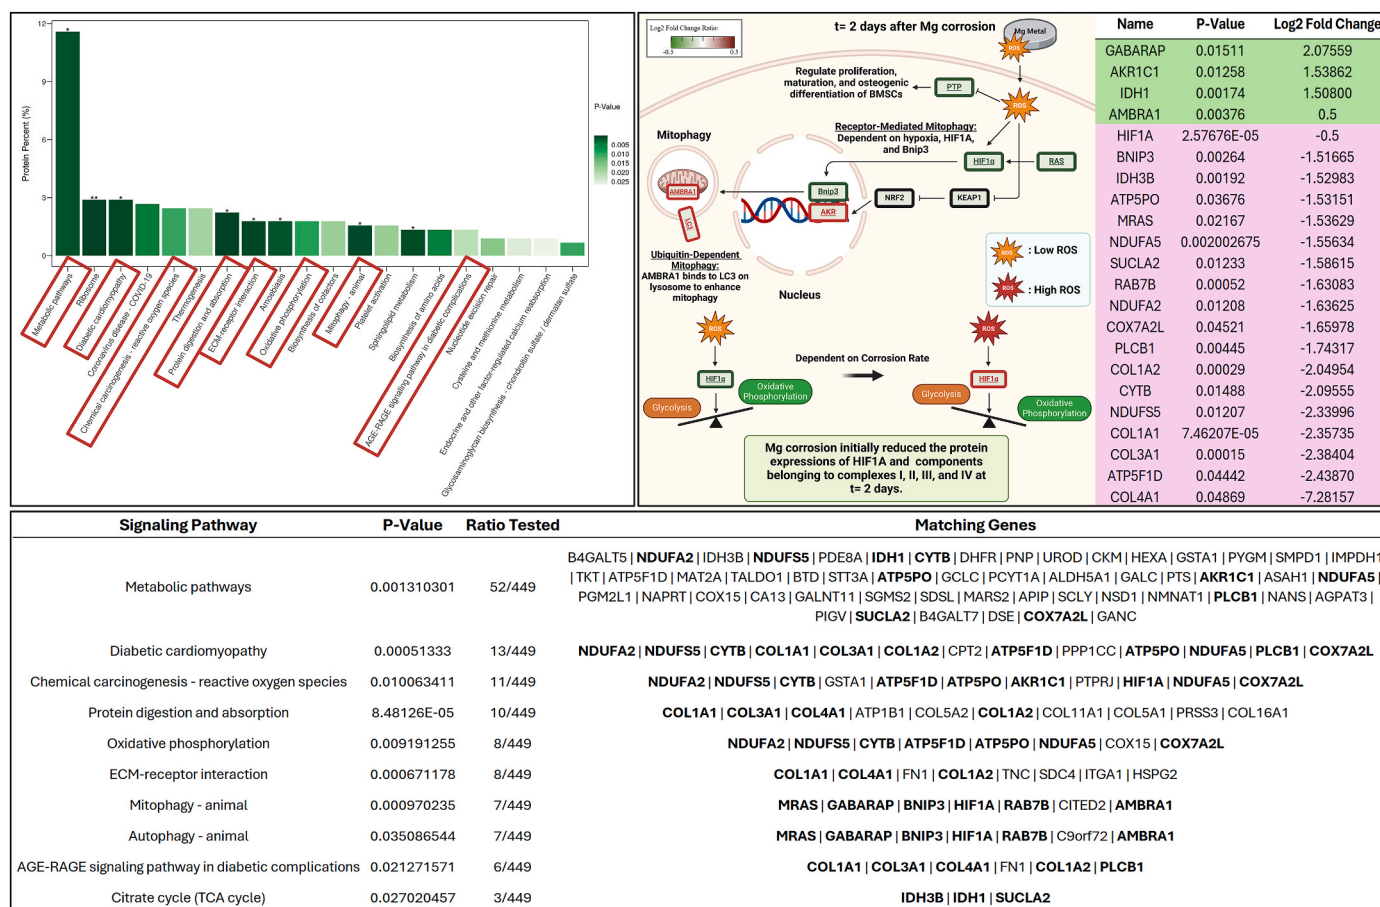 12
9
6
3
0
Protein Percent (%)
*
**
*
*
*
*
*
*
P-Value
0.005
0.010
0.015
0.020
0.025
Metabolic pathways
Ribosome
Diabetic cardiomyopathy
Coronavirus disease - COVID-19
Chemical carcinogenesis - reactive oxygen species
Thermogenesis
Protein digestion and absorption
ECM-receptor interaction
Amoebiasis
Oxidative phosphorylation
Biosynthesis of cofactors
Mitophagy - animal
Platelet activation
Sphingolipid metabolism
Biosynthesis of amino acids
AGE-RAGE signaling pathway in diabetic complications
Nucleotide excision repair
Cysteine and methionine metabolism
Endocrine and other factor-regulated calcium reabsorption
Glycosaminoglycan biosynthesis - chondroitin sulfate / dermatan sulfate
Log2 Fold Change Ratio:
-0.5 0.5
t= 2 days after Mg corrosion
Mg Metal
ROS
Regulate proliferation,
maturation, and osteogenic
differentiation of BMSCs
PTP
ROS
Receptor-Mediated Mitophagy:
Dependent on hypoxia, HIF1A,
and Bnip3
HIF1α
RAS
Mitophagy
AMBRA1
LC3
Bnip3
AKR
NRF2
KEAP1
Nucleus
Ubiquitin-Dependent
Mitophagy:
AMBRA1 binds to LC3 on
lysosome to enhance
mitophagy
ROS : Low ROS
ROS : High ROS
ROS
HIF1α
Glycolysis
Oxidative
Phosphorylation
Dependent on Corrosion Rate
ROS
HIF1α
Glycolysis
Oxidative
Phosphorylation
Mg corrosion initially reduced the protein
expressions of HIF1A and components
belonging to complexes I, II, III, and IV at
t= 2 days.
Name P-Value Log2 Fold Change
GABARAP 0.01511 2.07559
AKR1C1 0.01258 1.53862
IDH1 0.00174 1.50800
AMBRA1 0.00376 0.5
HIF1A 2.57676E-05 -0.5
BNIP3 0.00264 -1.51665
IDH3B 0.00192 -1.52983
ATP5PO 0.03676 -1.53151
MRAS 0.02167 -1.53629
NDUFA5 0.002002675 -1.55634
SUCLA2 0.01233 -1.58615
RAB7B 0.00052 -1.63083
NDUFA2 0.01208 -1.63625
COX7A2L 0.04521 -1.65978
PLCB1 0.00445 -1.74317
COL1A2 0.00029 -2.04954
CYTB 0.01488 -2.09555
NDUFS5 0.01207 -2.33996
COL1A1 7.46207E-05 -2.35735
COL3A1 0.00015 -2.38404
ATP5F1D 0.04442 -2.43870
COL4A1 0.04869 -7.28157
Signaling Pathway P-Value Ratio Tested Matching Genes
B4GALT5 | NDUFA2 | IDH3B | NDUFS5 | PDE8A | IDH1 | CYTB | DHFR | PNP | UROD | CKM | HEXA | GSTA1 | PYGM | SMPD1 | IMPDH1
| TKT | ATP5F1D | MAT2A | TALDO1 | BTD | STT3A | ATP5PO | GCLC | PCYT1A | ALDH5A1 | GALC | PTS | AKR1C1 | ASAH1 | NDUFA5 |
Metabolic pathways 0.001310301 52/449
PGM2L1 | NAPRT | COX15 | CA13 | GALNT11 | SGMS2 | SDSL | MARS2 | APIP | SCLY | NSD1 | NMNAT1 | PLCB1 | NANS | AGPAT3 |
PIGV | SUCLA2 | B4GALT7 | DSE | COX7A2L | GANC
Diabetic cardiomyopathy 0.00051333 13/449 NDUFA2 | NDUFS5 | CYTB | COL1A1 | COL3A1 | COL1A2 | CPT2 | ATP5F1D | PPP1CC | ATP5PO | NDUFA5 | PLCB1 | COX7A2L
Chemical carcinogenesis - reactive oxygen species 0.010063411 11/449 NDUFA2 | NDUFS5 | CYTB | GSTA1 | ATP5F1D | ATP5PO | AKR1C1 | PTPRJ | HIF1A | NDUFA5 | COX7A2L
Protein digestion and absorption 8.48126E-05 10/449 COL1A1 | COL3A1 | COL4A1 | ATP1B1 | COL5A2 | COL1A2 | COL11A1 | COL5A1 | PRSS3 | COL16A1
Oxidative phosphorylation 0.009191255 8/449 NDUFA2 | NDUFS5 | CYTB | ATP5F1D | ATP5PO | NDUFA5 | COX15 | COX7A2L
ECM-receptor interaction 0.000671178 8/449 COL1A1 | COL4A1 | FN1 | COL1A2 | TNC | SDC4 | ITGA1 | HSPG2
Mitophagy - animal 0.000970235 7/449 MRAS | GABARAP | BNIP3 | HIF1A | RAB7B | CITED2 | AMBRA1
Autophagy - animal 0.035086544 7/449 MRAS | GABARAP | BNIP3 | HIF1A | RAB7B | C9orf72 | AMBRA1
AGE-RAGE signaling pathway in diabetic complications 0.021271571 6/449 COL1A1 | COL3A1 | COL4A1 | FN1 | COL1A2 | PLCB1
Citrate cycle (TCA cycle) 0.027020457 3/449 IDH3B | IDH1 | SUCLA2